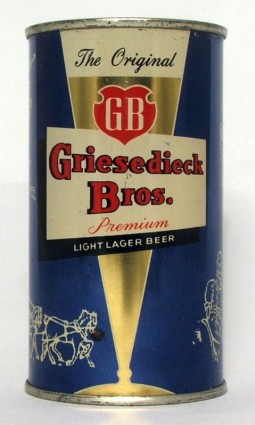 The Original
GB
Griesedieck
Bros.
Premium
LIGHT LAGER BEER